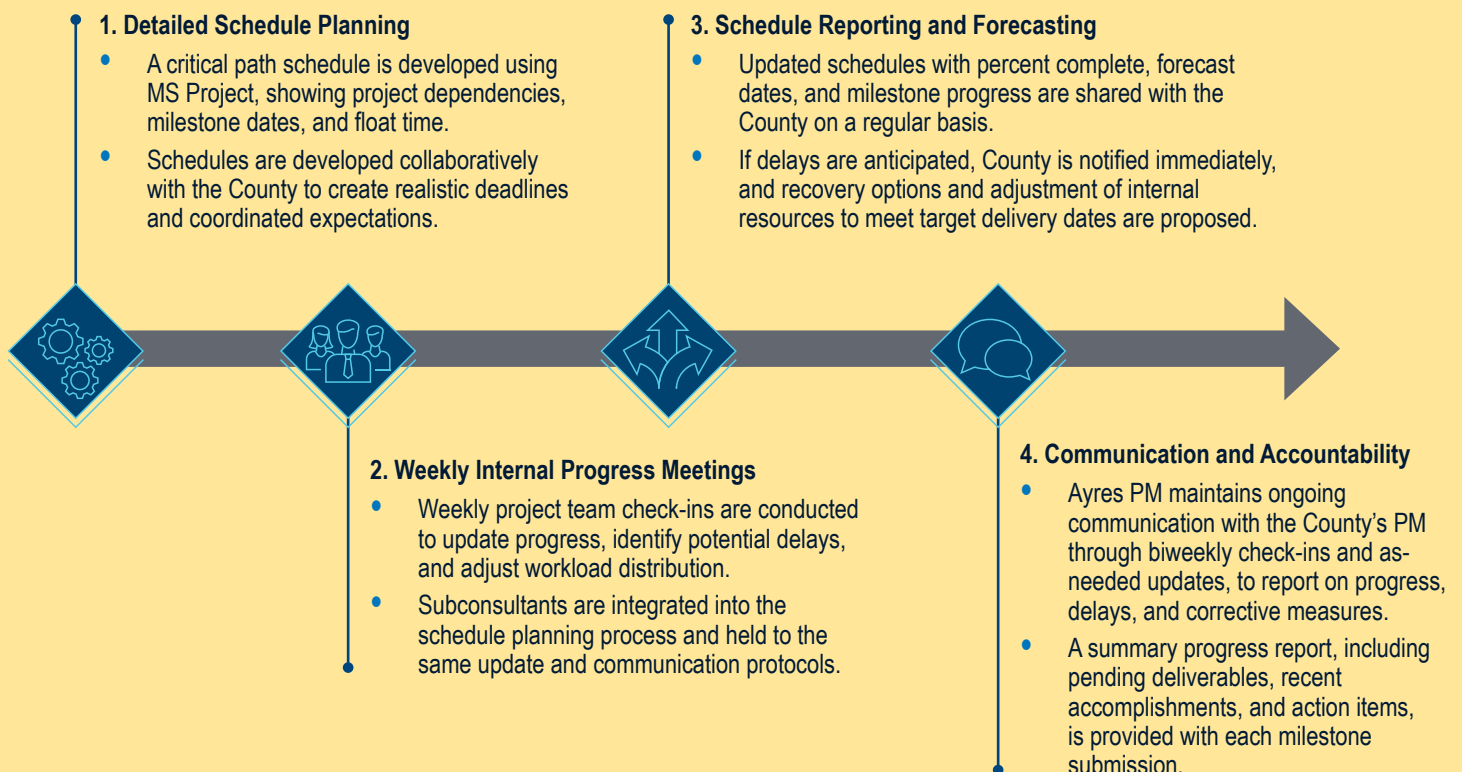 1. Detailed Schedule Planning
• A critical path schedule is developed using
MS Project, showing project dependencies,
milestone dates, and float time.
• Schedules are developed collaboratively
with the County to create realistic deadlines
and coordinated expectations.
2. Weekly Internal Progress Meetings
• Weekly project team check-ins are conducted
to update progress, identify potential delays,
and adjust workload distribution.
• Subconsultants are integrated into the
schedule planning process and held to the
same update and communication protocols.
3. Schedule Reporting and Forecasting
• Updated schedules with percent complete, forecast
dates, and milestone progress are shared with the
County on a regular basis.
• If delays are anticipated, County is notified immediately,
and recovery options and adjustment of internal
resources to meet target delivery dates are proposed.
4. Communication and Accountability
• Ayres PM maintains ongoing
communication with the County's PM
through biweekly check-ins and as-
needed updates, to report on progress,
delays, and corrective measures.
• A summary progress report, including
pending deliverables, recent
accomplishments, and action items,
is provided with each milestone
submission.